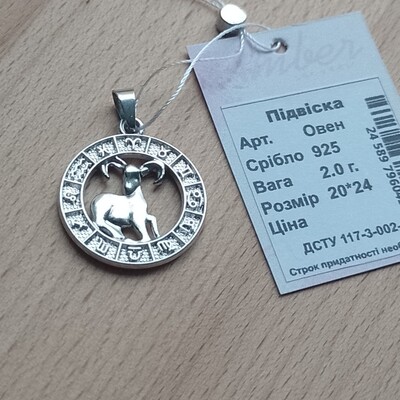 Amber
Підвіска
Арт. Овен
Срібло 925
Вага 2.0 г.
Розмір 20*24
Ціна
ДСТУ 117-3-002-
Строк придатності необ